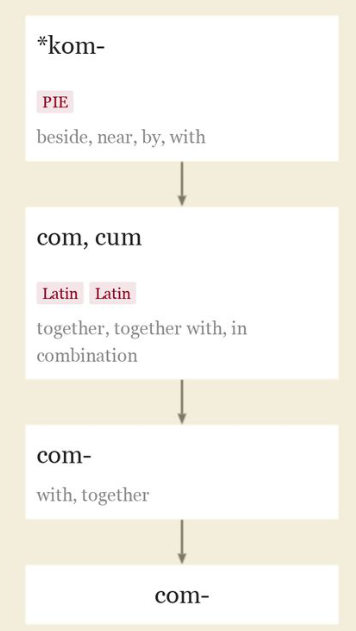 *kom-
PIE
beside, near, by, with
com, cum
Latin Latin
together, together with, in
combination
com-
with, together
com-